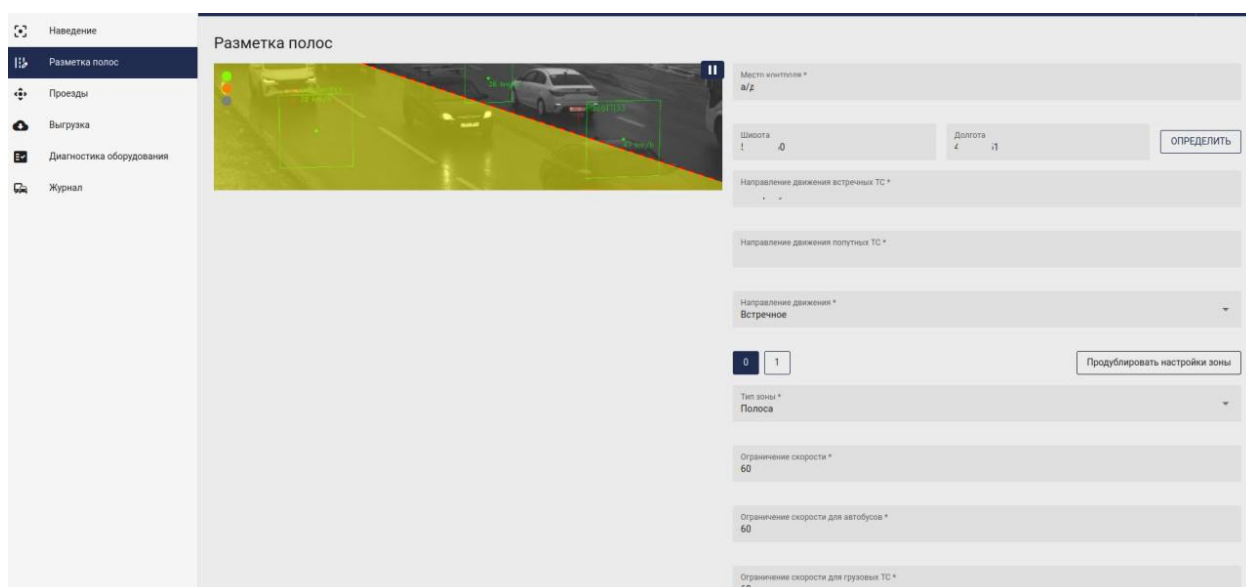 Наведение
Разметка полос
Проезды
Выгрузка
Диагностика оборудования
Журнал
Разметка полос
Место контроля *
а/д
Широта
Долгота
ОПРЕДЕЛИТЬ
Направление движения встречных ТС *
Направление движения попутных ТС *
Направление движения *
Встречное
0
1
Продублировать настройки зоны
Тип зоны *
Полоса
Ограничение скорости *
60
Ограничение скорости для автобусов *
60
Ограничение скорости для грузовых ТС *